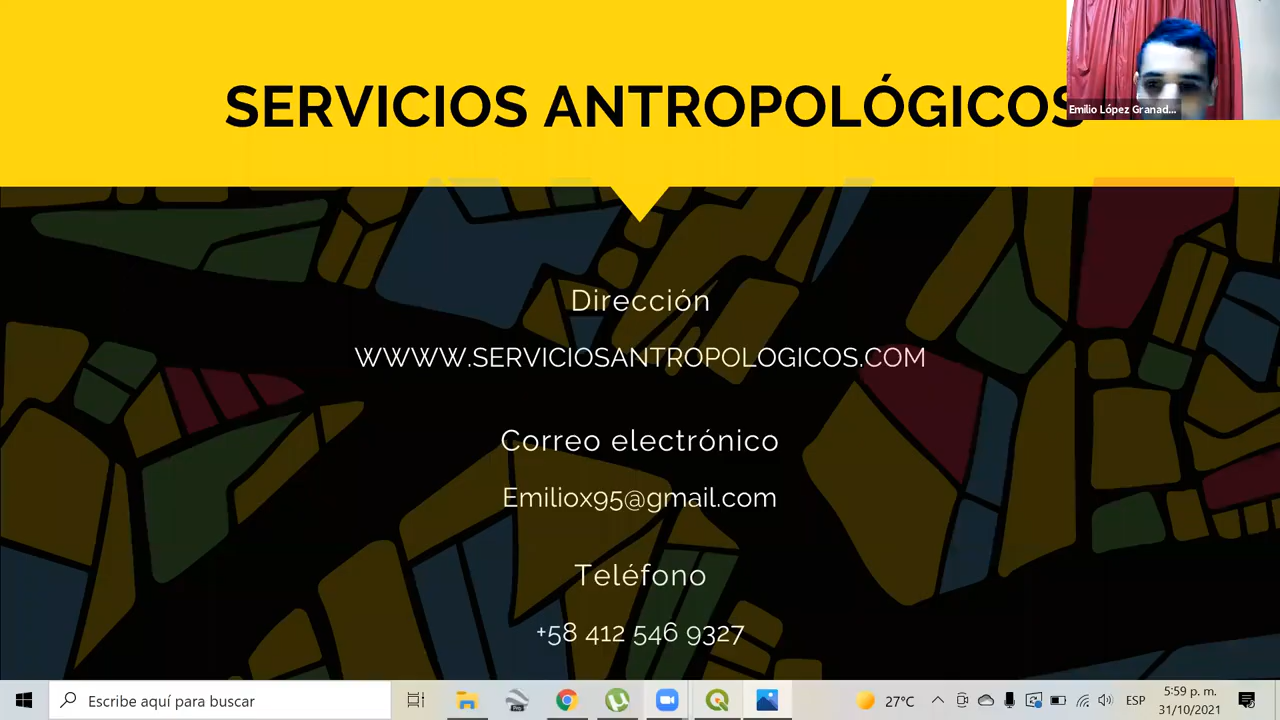 SERVICIOS ANTROPOLÓGICOS
Emilio López Granad...
Dirección
WWWW.SERVICIOSANTROPOLOGICOS.COM
Correo electrónico
Emiliox95@gmail.com
Teléfono
+58 412 546 9327
Escribe aquí para buscar
Pro
27°C
ESP
5:59 p. m.
31/10/2021